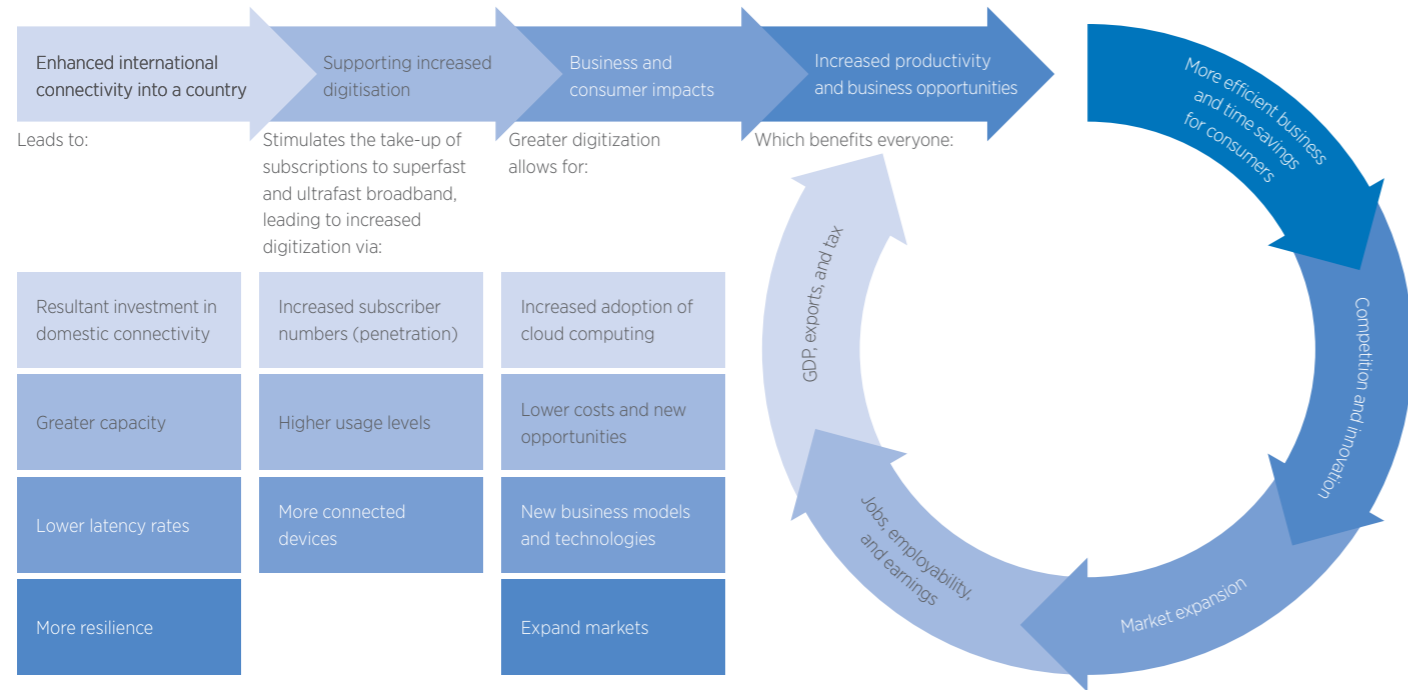 Enhanced international
connectivity into a country
Supporting increased
digitisation
Business and
consumer impacts
Increased productivity
and business opportunities
Leads to:
Stimulates the take-up of
subscriptions to superfast
and ultrafast broadband,
leading to increased
digitization via:
Greater digitization
allows for:
Which benefits everyone:
Resultant investment in
domestic connectivity
Greater capacity
Lower latency rates
More resilience
Increased subscriber
numbers (penetration)
Higher usage levels
More connected
devices
Increased adoption of
cloud computing
Lower costs and new
opportunities
New business models
and technologies
Expand markets
More efficient business
and time savings
for consumers
Competition and innovation
Market expansion
Jobs, employability,
and earnings
GDP, exports, and tax